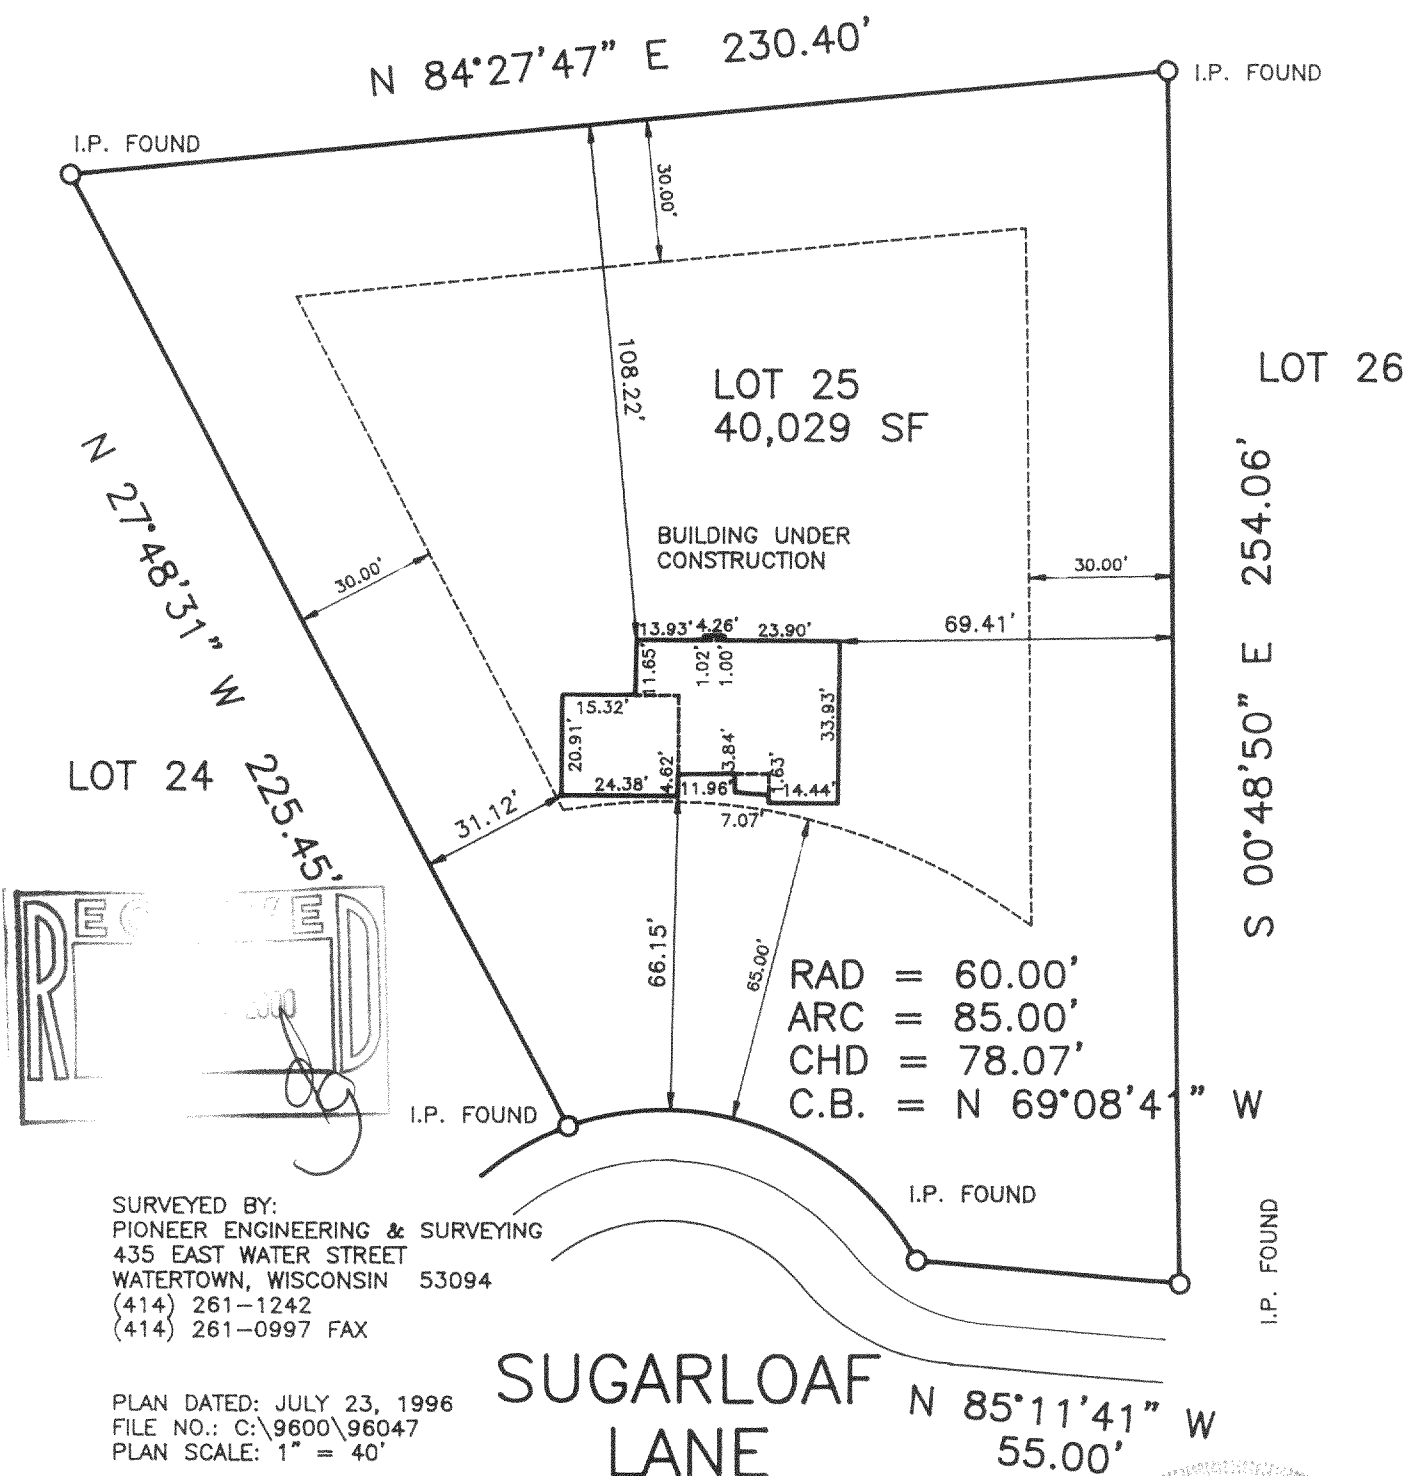 N 84°27'47" E 230.40'
I.P. FOUND
I.P. FOUND
30.00'
108.22'
LOT 25
40,029 SF
LOT 26
N 27°48'31" W 225.45'
S 00°48'50" E 254.06'
BUILDING UNDER
CONSTRUCTION
30.00'
30.00'
13.93' 4.26' 23.90'
69.41'
11.65'
1.02'
1.00'
15.32'
20.91'
33.93'
3.84'
4.62'
1.63'
24.38'
11.96'
14.44'
7.07'
LOT 24
31.12'
66.15'
65.00'
RAD = 60.00'
ARC = 85.00'
CHD = 78.07'
C.B. = N 69°08'41" W
I.P. FOUND
I.P. FOUND
I.P. FOUND
SURVEYED BY:
PIONEER ENGINEERING & SURVEYING
435 EAST WATER STREET
WATERTOWN, WISCONSIN 53094
(414) 261-1242
(414) 261-0997 FAX
PLAN DATED: JULY 23, 1996
FILE NO.: C:\9600\96047
PLAN SCALE: 1" = 40'
SUGARLOAF
LANE
N 85°11'41" W
55.00'